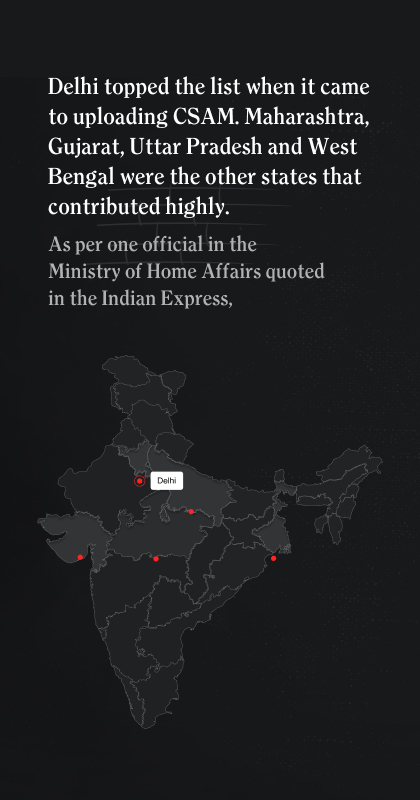 Delhi topped the list when it came
to uploading CSAM. Maharashtra,
Gujarat, Uttar Pradesh and West
Bengal were the other states that
contributed highly.
As per one official in the
Ministry of Home Affairs quoted
in the Indian Express,
Delhi